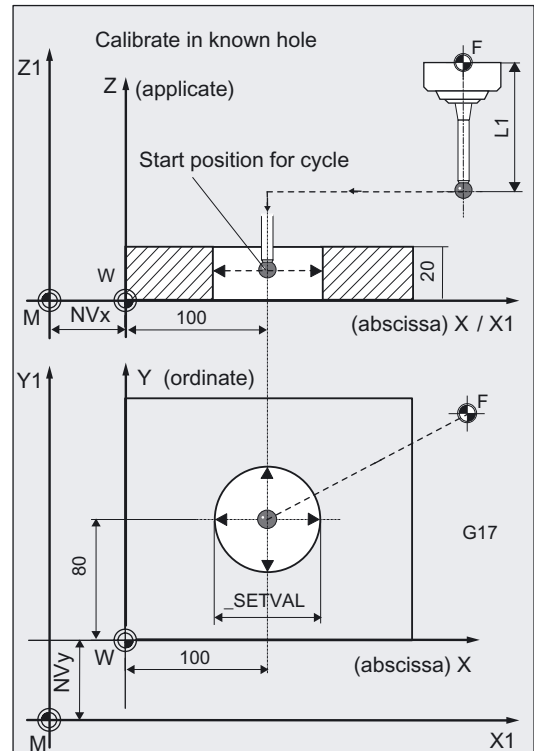 Calibrate in known hole
Z1
Z (applicate)
F
L1
Start position for cycle
W
20
M
NVx
100
(abscissa) X / X1
Y1
Y (ordinate)
F
G17
80
_SETVAL
W
100
(abscissa) X
NVy
M
X1